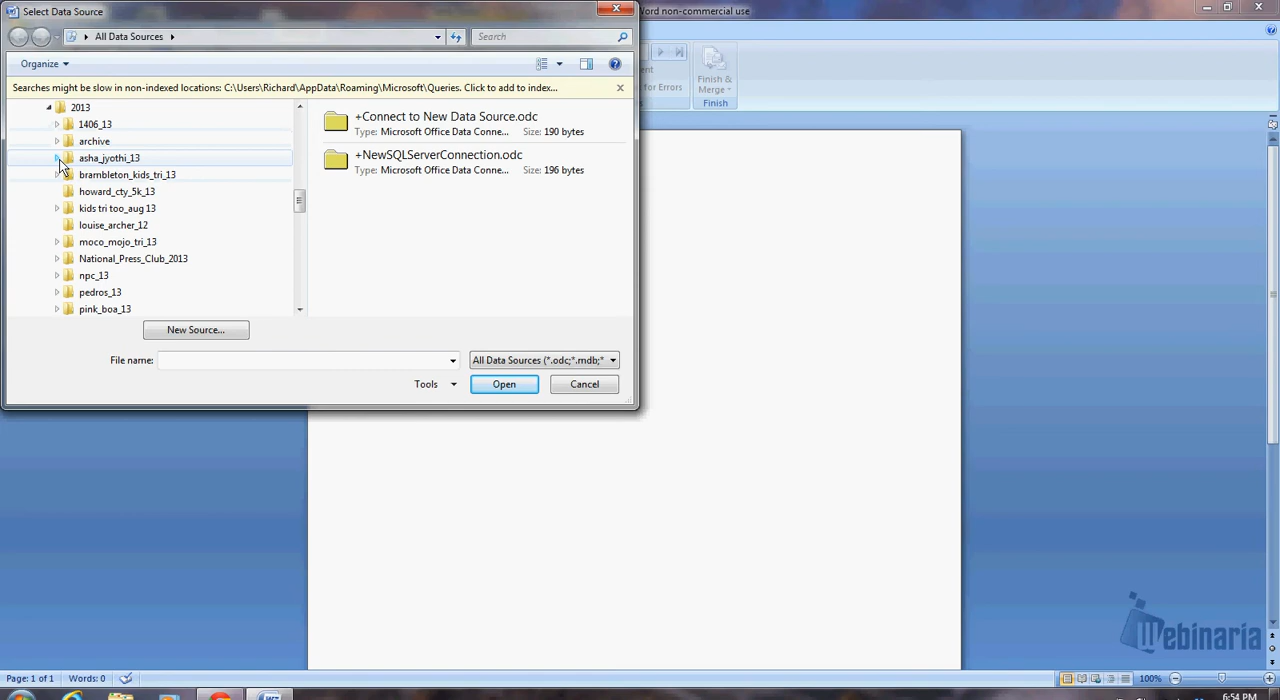 Select Data Source
Word non-commercial use
All Data Sources
Search
Organize
Searches might be slow in non-indexed locations: C:\Users\Richard\AppData\Roaming\Microsoft\Queries. Click to add to index...
2013
1406_13
archive
asha_jyothi_13
brambleton_kids_tri_13
howard_cty_5k_13
kids tri too_aug 13
louise_archer_12
moco_mojo_tri_13
National_Press_Club_2013
npc_13
pedros_13
pink_boa_13
+Connect to New Data Source.odc
Type: Microsoft Office Data Conne... Size: 190 bytes
+NewSQLServerConnection.odc
Type: Microsoft Office Data Conne... Size: 196 bytes
New Source...
File name:
All Data Sources (*.odc;*.mdb;*
Tools
Open
Cancel
for Errors
Finish &
Merge
Finish
Webinaria
Page: 1 of 1
Words: 0
100%
6:54 PM